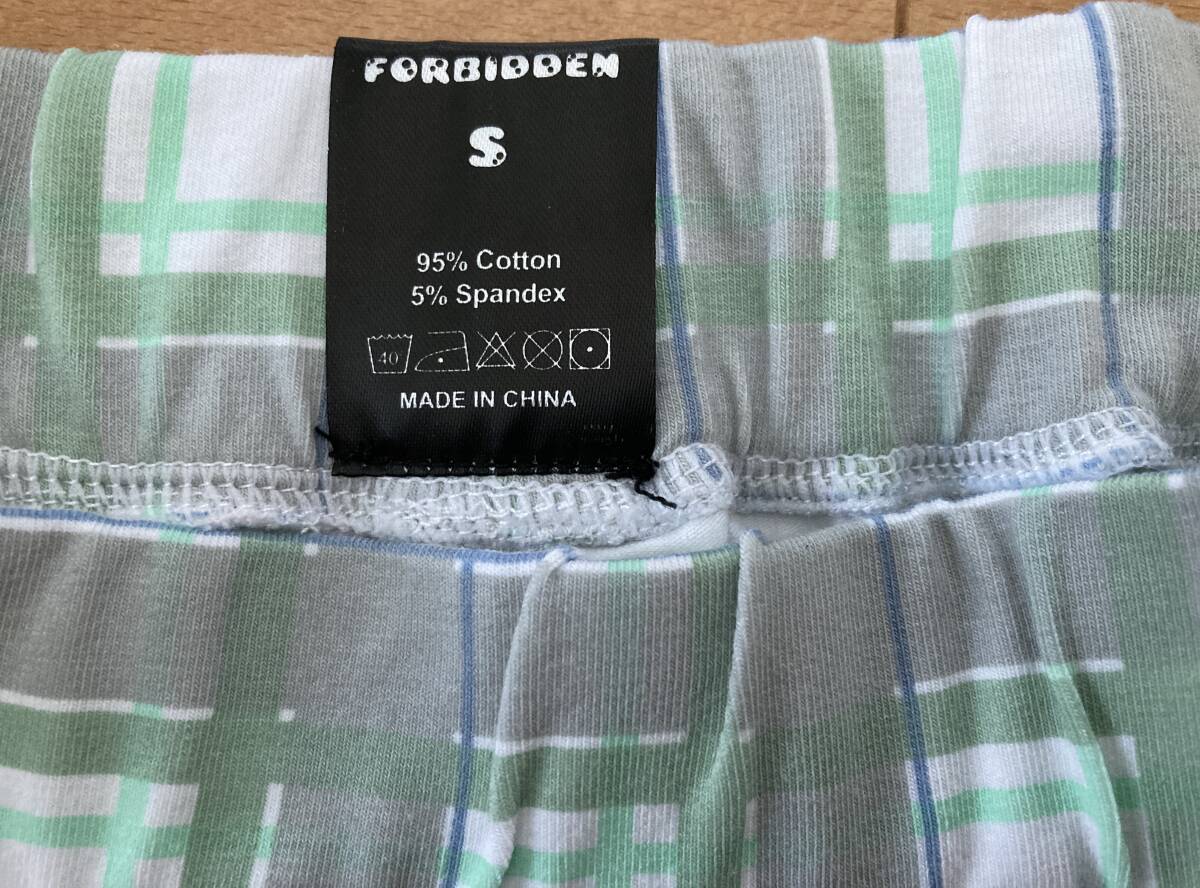 FORBIDDEN
S
95% Cotton
5% Spandex
40°
MADE IN CHINA